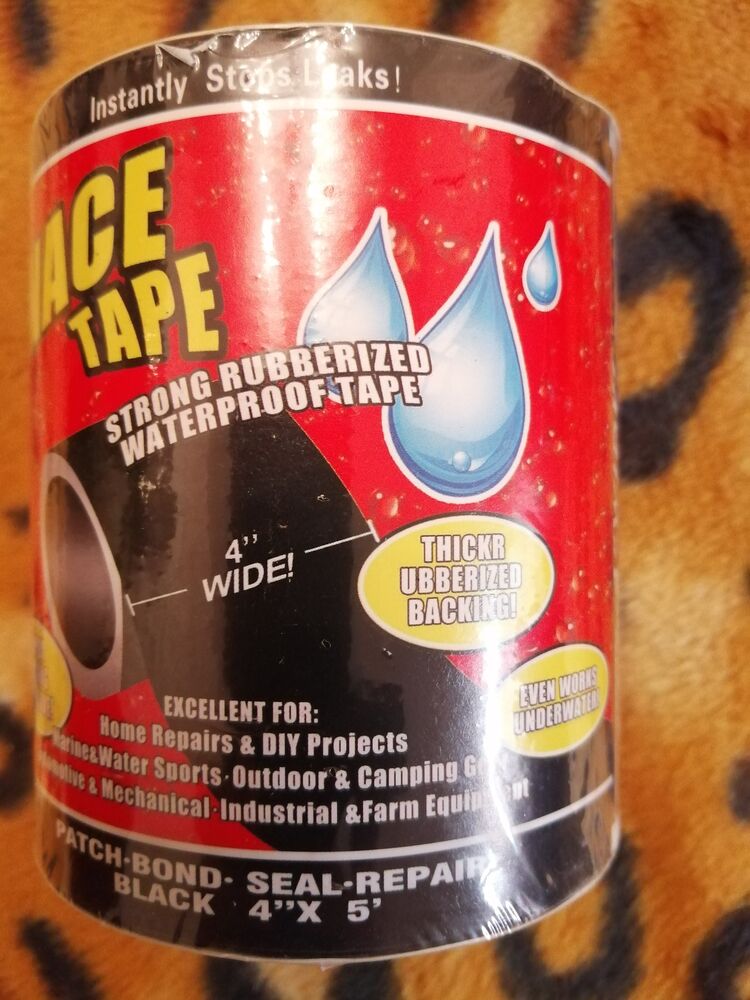 Instantly Stops Leaks!
TAPE
STRONG RUBBERIZED
WATERPROOF TAPE
4''
WIDE!
THICKR
UBBERIZED
BACKING!
EVEN WORKS
UNDERWATER
EXCELLENT FOR:
Home Repairs & DIY Projects
Marine&Water Sports·Outdoor & Camping
& Mechanical·Industrial &Farm Equipment
PATCH·BOND· SEAL·REPAIR
BLACK 4''X 5'